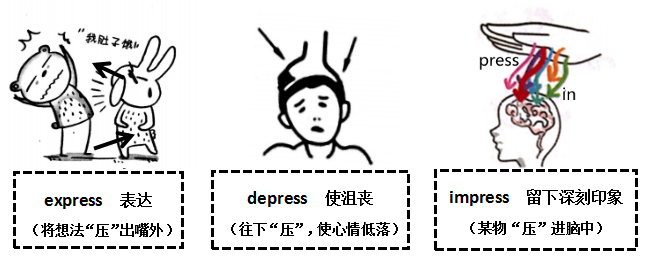 “我肚子饿”
press
in
express 表达
（将想法“压”出嘴外）
depress 使沮丧
（往下“压”，使心情低落）
impress 留下深刻印象
（某物“压”进脑中）